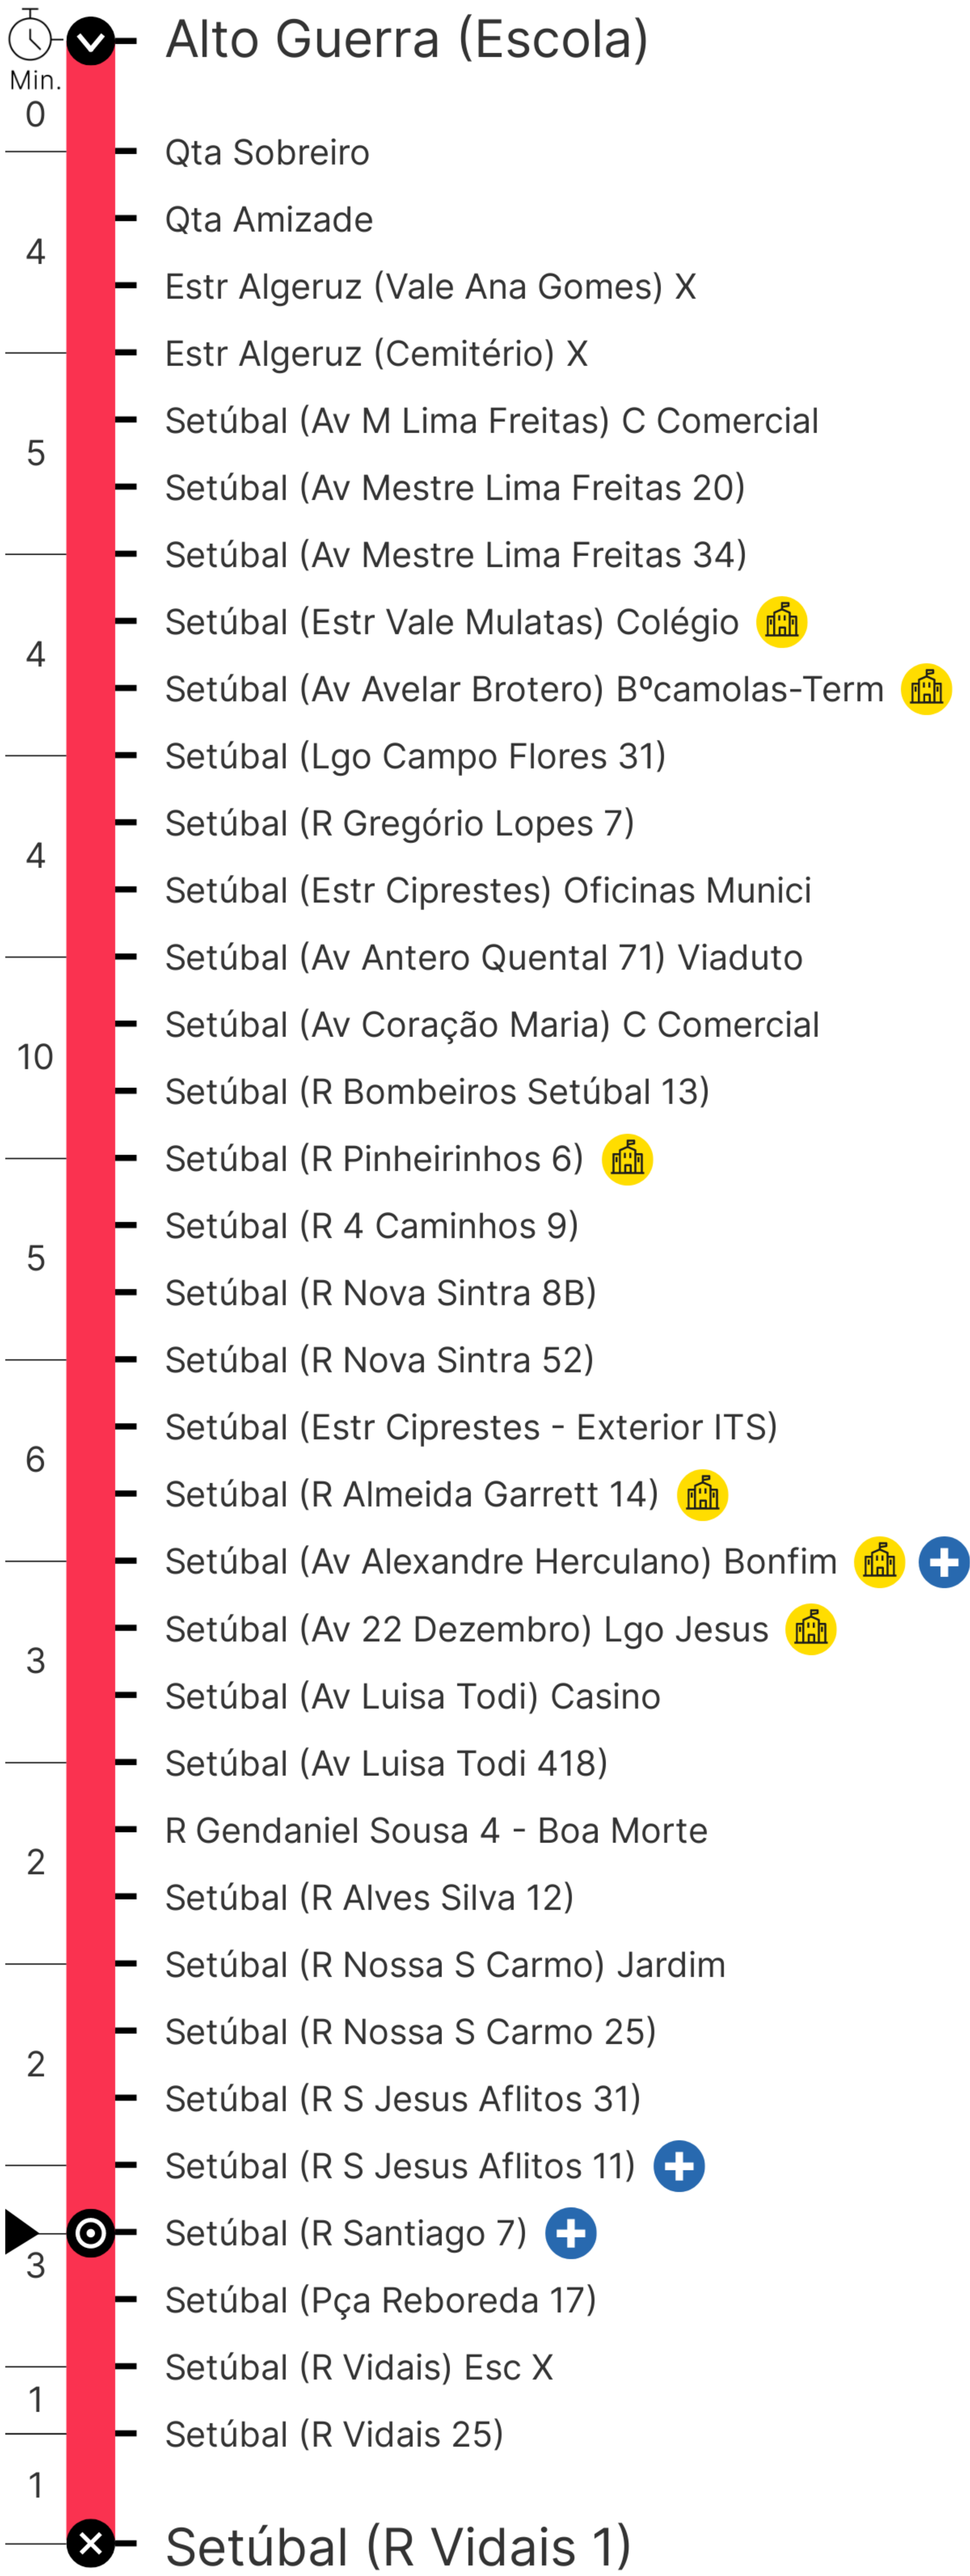 Alto Guerra (Escola)
Min.
0
Qta Sobreiro
Qta Amizade
4
Estr Algeruz (Vale Ana Gomes) X
Estr Algeruz (Cemitério) X
Setúbal (Av M Lima Freitas) C Comercial
5
Setúbal (Av Mestre Lima Freitas 20)
Setúbal (Av Mestre Lima Freitas 34)
Setúbal (Estr Vale Mulatas) Colégio
4
Setúbal (Av Avelar Brotero) Bºcamolas-Term
Setúbal (Lgo Campo Flores 31)
Setúbal (R Gregório Lopes 7)
4
Setúbal (Estr Ciprestes) Oficinas Munici
Setúbal (Av Antero Quental 71) Viaduto
Setúbal (Av Coração Maria) C Comercial
10
Setúbal (R Bombeiros Setúbal 13)
Setúbal (R Pinheirinhos 6)
Setúbal (R 4 Caminhos 9)
5
Setúbal (R Nova Sintra 8B)
Setúbal (R Nova Sintra 52)
Setúbal (Estr Ciprestes - Exterior ITS)
6
Setúbal (R Almeida Garrett 14)
Setúbal (Av Alexandre Herculano) Bonfim
Setúbal (Av 22 Dezembro) Lgo Jesus
3
Setúbal (Av Luisa Todi) Casino
Setúbal (Av Luisa Todi 418)
R Gendaniel Sousa 4 - Boa Morte
2
Setúbal (R Alves Silva 12)
Setúbal (R Nossa S Carmo) Jardim
Setúbal (R Nossa S Carmo 25)
2
Setúbal (R S Jesus Aflitos 31)
Setúbal (R S Jesus Aflitos 11)
Setúbal (R Santiago 7)
3
Setúbal (Pça Reboreda 17)
Setúbal (R Vidais) Esc X
1
Setúbal (R Vidais 25)
1
Setúbal (R Vidais 1)